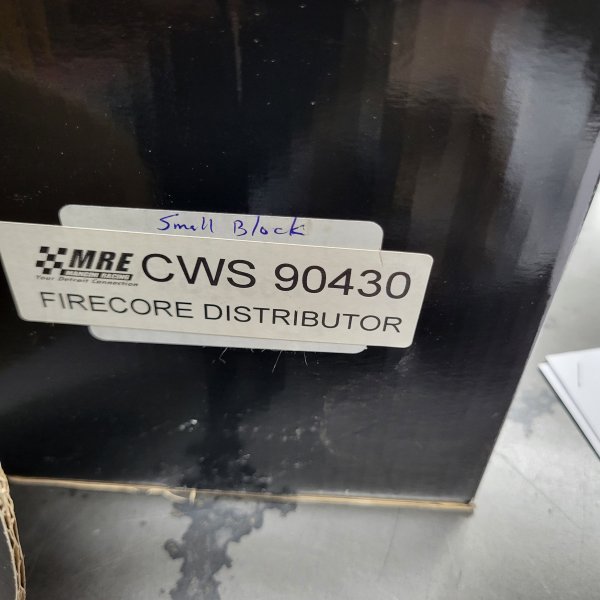 Small Block
MRE CWS 90430
MANCINI RACING
Your Detroit Connection
FIRECORE DISTRIBUTOR